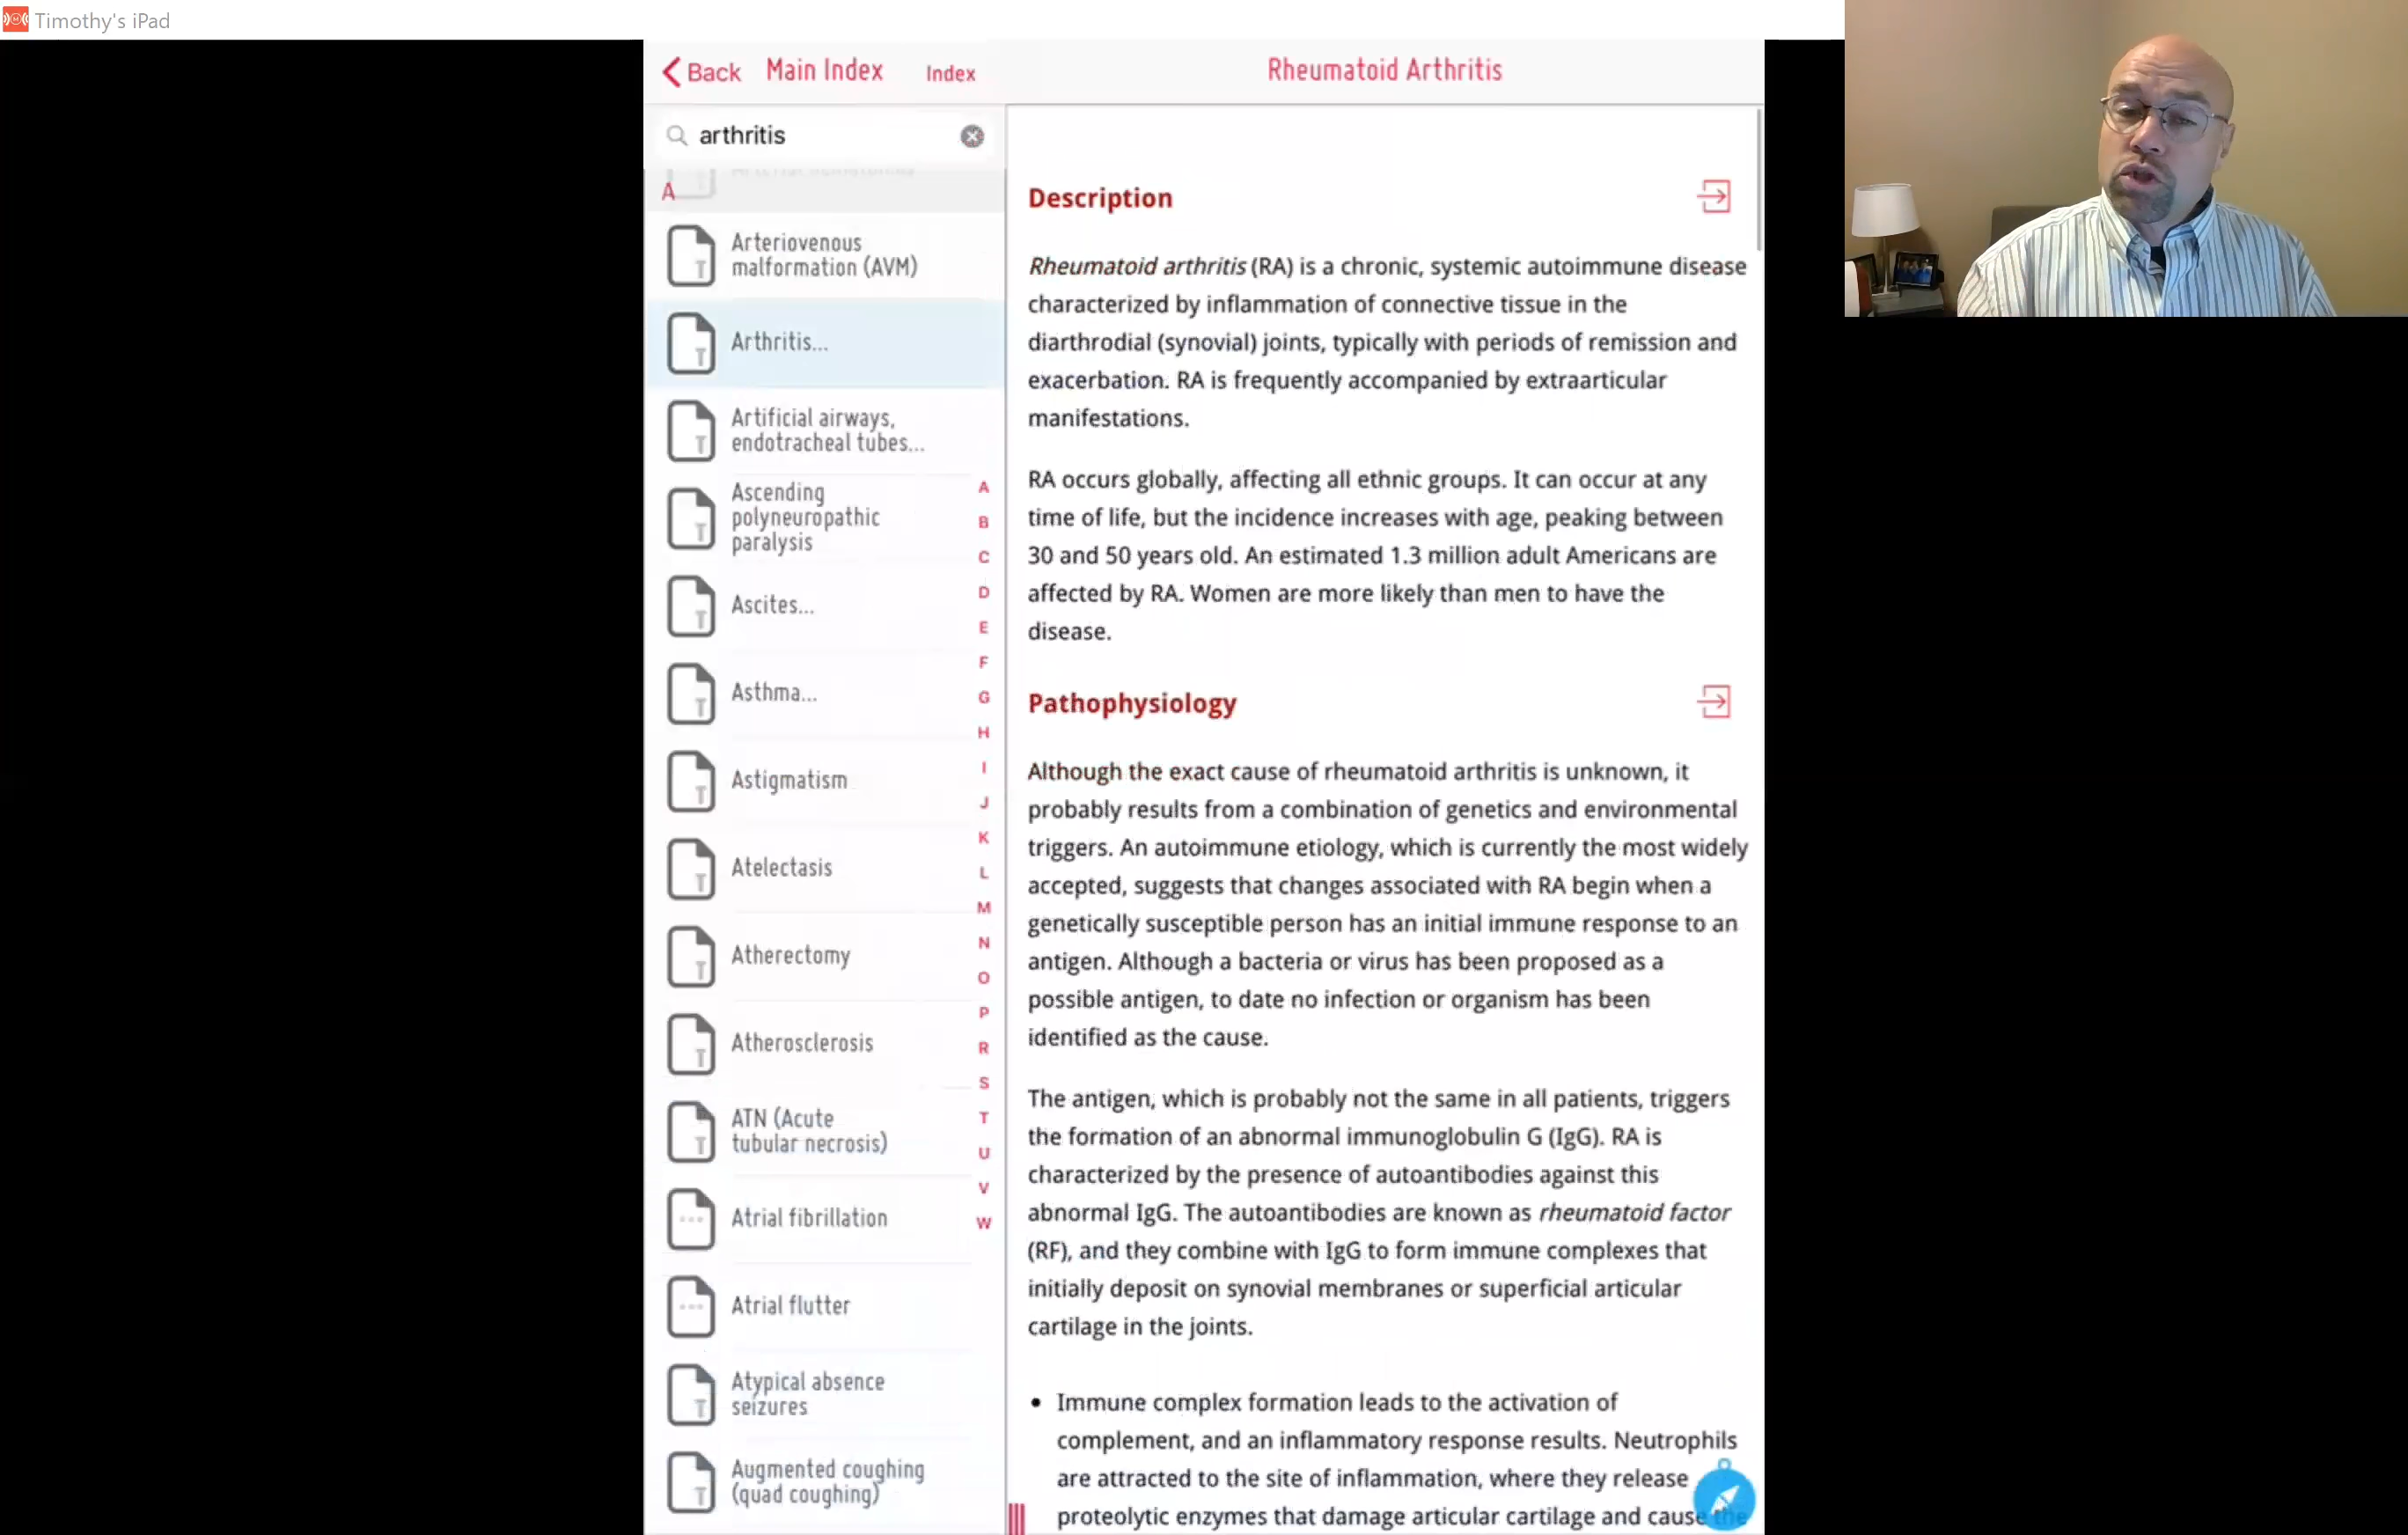 Timothy's iPad
Back Main Index Index
Rheumatoid Arthritis
arthritis
A
Arteriovenous
malformation (AVM)
Arthritis...
Artificial airways,
endotracheal tubes...
Ascending
polyneuropathic
paralysis
Ascites...
Asthma...
Astigmatism
Atelectasis
Atherectomy
Atherosclerosis
ATN (Acute
tubular necrosis)
Atrial fibrillation
Atrial flutter
Atypical absence
seizures
Augmented coughing
(quad coughing)
A
B
C
D
E
F
G
H
I
J
K
L
M
N
O
P
R
S
T
U
V
W
Description
Rheumatoid arthritis (RA) is a chronic, systemic autoimmune disease
characterized by inflammation of connective tissue in the
diarthrodial (synovial) joints, typically with periods of remission and
exacerbation. RA is frequently accompanied by extraarticular
manifestations.
RA occurs globally, affecting all ethnic groups. It can occur at any
time of life, but the incidence increases with age, peaking between
30 and 50 years old. An estimated 1.3 million adult Americans are
affected by RA. Women are more likely than men to have the
disease.
Pathophysiology
Although the exact cause of rheumatoid arthritis is unknown, it
probably results from a combination of genetics and environmental
triggers. An autoimmune etiology, which is currently the most widely
accepted, suggests that changes associated with RA begin when a
genetically susceptible person has an initial immune response to an
antigen. Although a bacteria or virus has been proposed as a
possible antigen, to date no infection or organism has been
identified as the cause.
The antigen, which is probably not the same in all patients, triggers
the formation of an abnormal immunoglobulin G (IgG). RA is
characterized by the presence of autoantibodies against this
abnormal IgG. The autoantibodies are known as rheumatoid factor
(RF), and they combine with IgG to form immune complexes that
initially deposit on synovial membranes or superficial articular
cartilage in the joints.
• Immune complex formation leads to the activation of
complement, and an inflammatory response results. Neutrophils
are attracted to the site of inflammation, where they release
proteolytic enzymes that damage articular cartilage and cause the